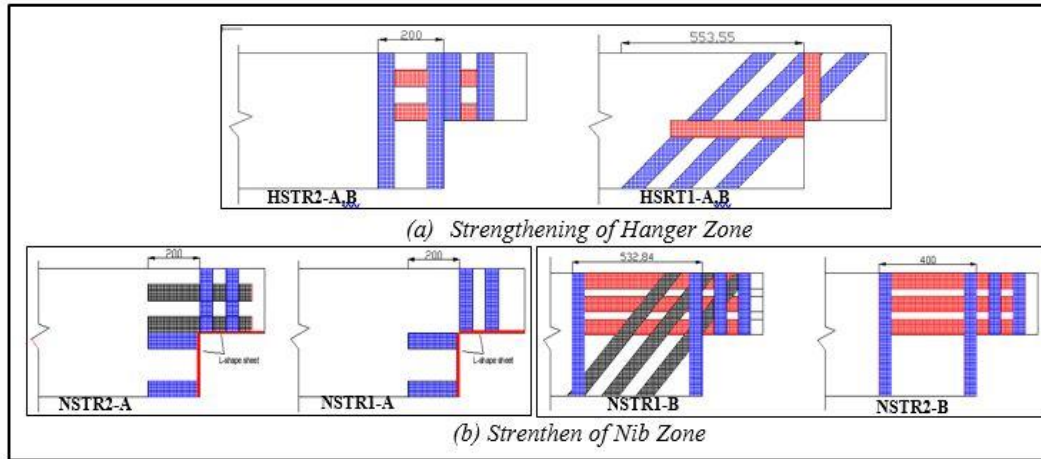 200
553.55
HSTR2-A,B
HSRT1-A,B
(a) Strengthening of Hanger Zone
200
200
532.84
400
L-shape sheet
L-shape sheet
NSTR2-A
NSTR1-A
NSTR1-B
NSTR2-B
(b) Strenthen of Nib Zone